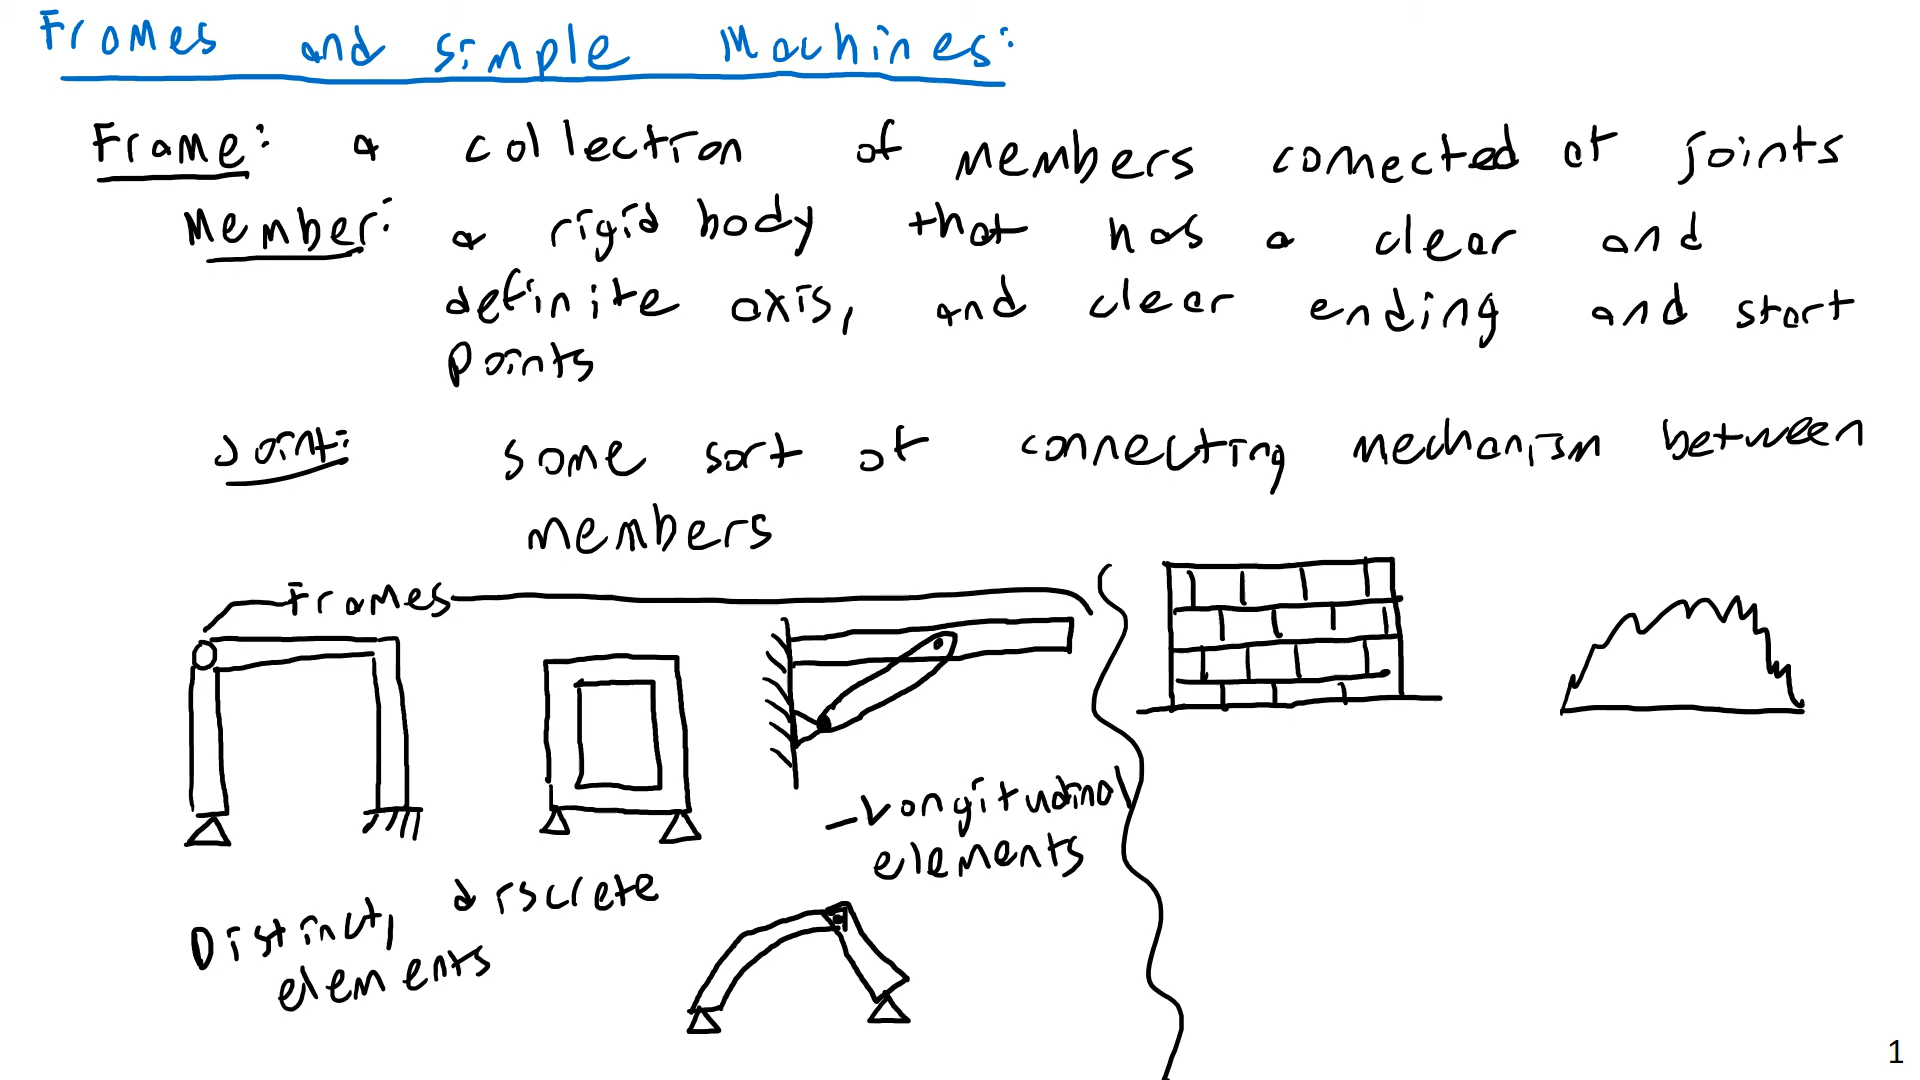 Frames and simple Machines:
Frame: a collection of members connected at joints
Member: a rigid body that has a clear and
definite axis, and clear ending and start
points
Joint: some sort of connecting mechanism between
members
Frames
- Longitudinal
elements
Distinct, discrete
elements
1